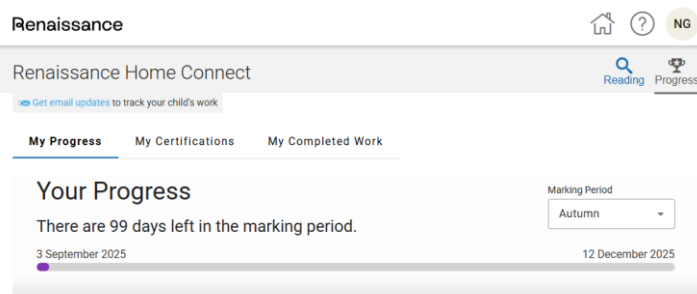 Renaissance
NG
Renaissance Home Connect
Reading
Progress
Get email updates to track your child's work
My Progress
My Certifications
My Completed Work
Your Progress
Marking Period
Autumn
There are 99 days left in the marking period.
3 September 2025
12 December 2025